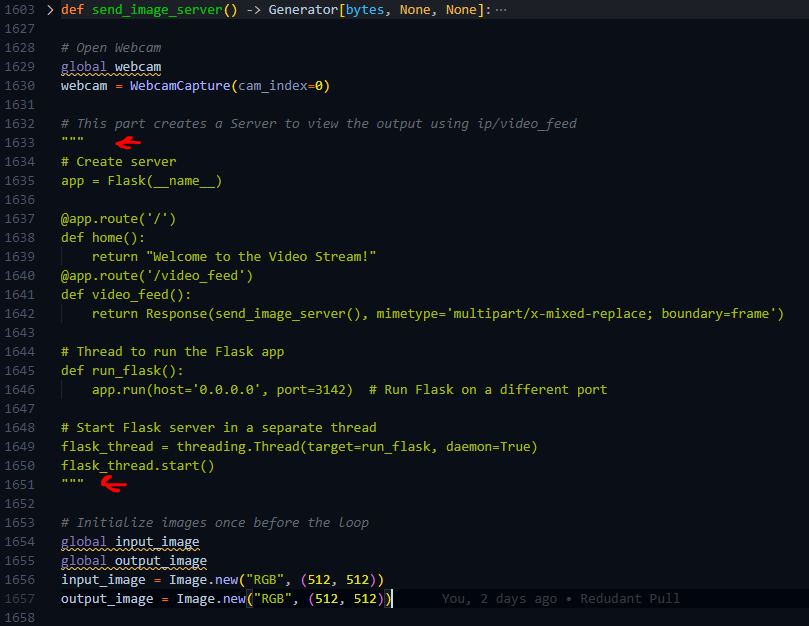 1603 def send_image_server() -> Generator[bytes, None, None]: ···
1627
1628 # Open Webcam
1629 global webcam
1630 webcam = WebcamCapture(cam_index=0)
1631
1632 # This part creates a Server to view the output using ip/video_feed
1633 """
1634 # Create server
1635 app = Flask(__name__)
1636
1637 @app.route('/')
1638 def home():
1639     return "Welcome to the Video Stream!"
1640 @app.route('/video_feed')
1641 def video_feed():
1642     return Response(send_image_server(), mimetype='multipart/x-mixed-replace; boundary=frame')
1643
1644 # Thread to run the Flask app
1645 def run_flask():
1646     app.run(host='0.0.0.0', port=3142)  # Run Flask on a different port
1647
1648 # Start Flask server in a separate thread
1649 flask_thread = threading.Thread(target=run_flask, daemon=True)
1650 flask_thread.start()
1651 """
1652
1653 # Initialize images once before the loop
1654 global input_image
1655 global output_image
1656 input_image = Image.new("RGB", (512, 512))
1657 output_image = Image.new("RGB", (512, 512)) You, 2 days ago • Redudant Pull
1658